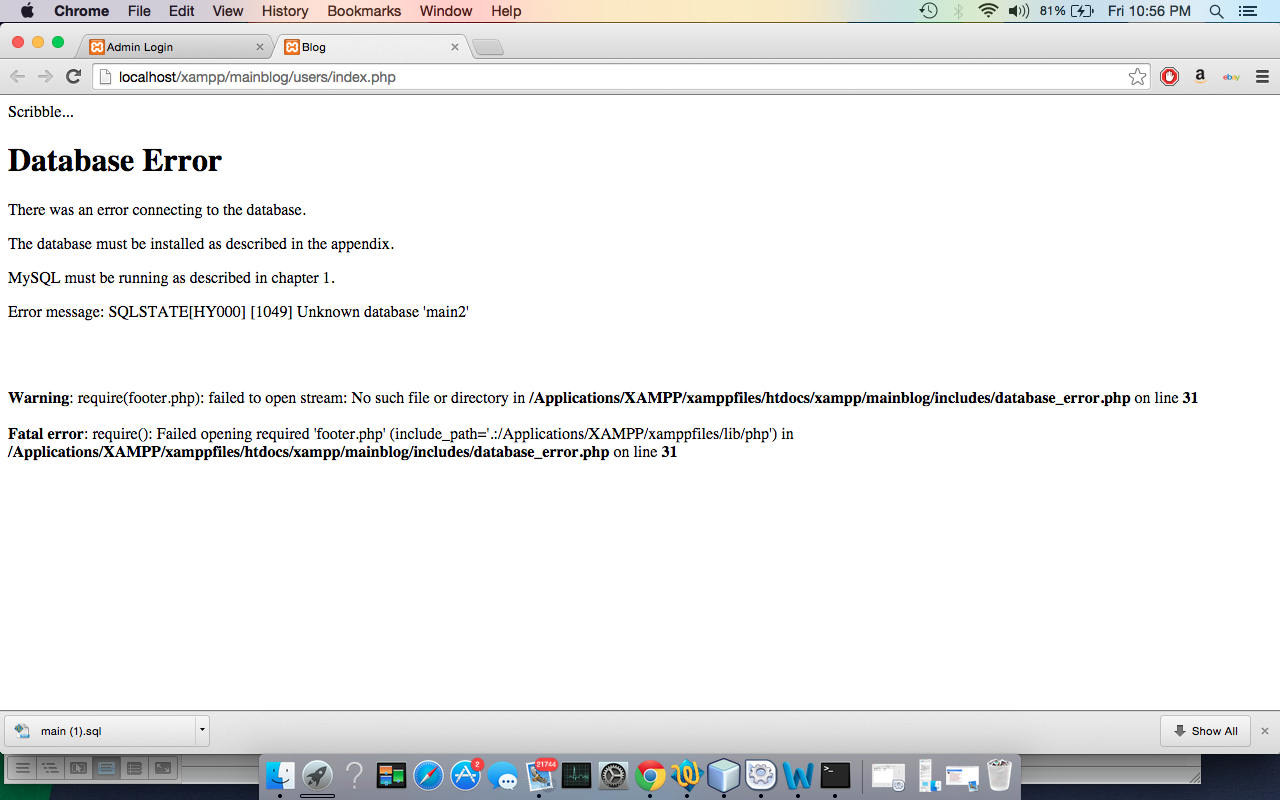 Chrome File Edit View History Bookmarks Window Help 81% Fri 10:56 PM
Admin Login Blog
localhost/xampp/mainblog/users/index.php a ebay
Scribble...
Database Error
There was an error connecting to the database.
The database must be installed as described in the appendix.
MySQL must be running as described in chapter 1.
Error message: SQLSTATE[HY000] [1049] Unknown database 'main2'
Warning: require(footer.php): failed to open stream: No such file or directory in /Applications/XAMPP/xamppfiles/htdocs/xampp/mainblog/includes/database_error.php on line 31
Fatal error: require(): Failed opening required 'footer.php' (include_path='.:/Applications/XAMPP/xamppfiles/lib/php') in
/Applications/XAMPP/xamppfiles/htdocs/xampp/mainblog/includes/database_error.php on line 31
main (1).sql Show All
2 21744